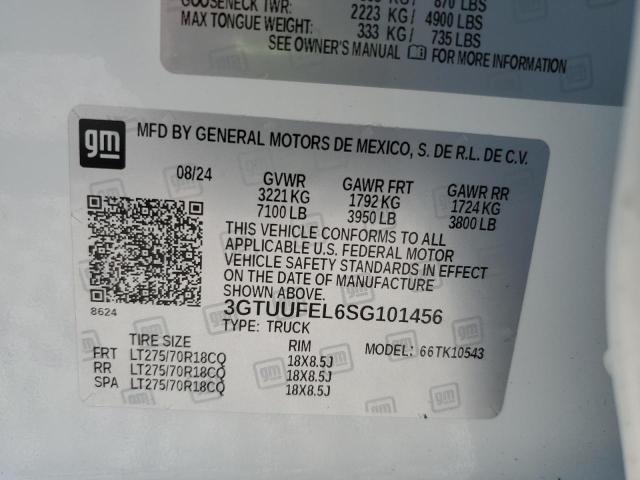 GOOSENECK TWR: 2223 KG/ 4900 LBS
MAX TONGUE WEIGHT: 333 KG/ 735 LBS
SEE OWNER'S MANUAL FOR MORE INFORMATION
gm MFD BY GENERAL MOTORS DE MEXICO, S. DE R.L. DE C.V.
08/24 GVWR GAWR FRT GAWR RR
3221 KG 1792 KG 1724 KG
7100 LB 3950 LB 3800 LB
THIS VEHICLE CONFORMS TO ALL
APPLICABLE U.S. FEDERAL MOTOR
VEHICLE SAFETY STANDARDS IN EFFECT
ON THE DATE OF MANUFACTURE
SHOWN ABOVE.
8624
3GTUUFEL6SG101456
TYPE: TRUCK
TIRE SIZE RIM MODEL: 66TK10543
FRT LT275/70R18CQ 18X8.5J
RR LT275/70R18CQ 18X8.5J
SPA LT275/70R18CQ 18X8.5J